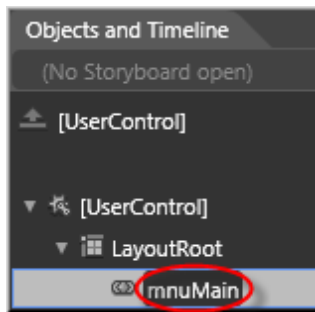 Objects and Timeline
(No Storyboard open)
[UserControl]
[UserControl]
LayoutRoot
mnuMain